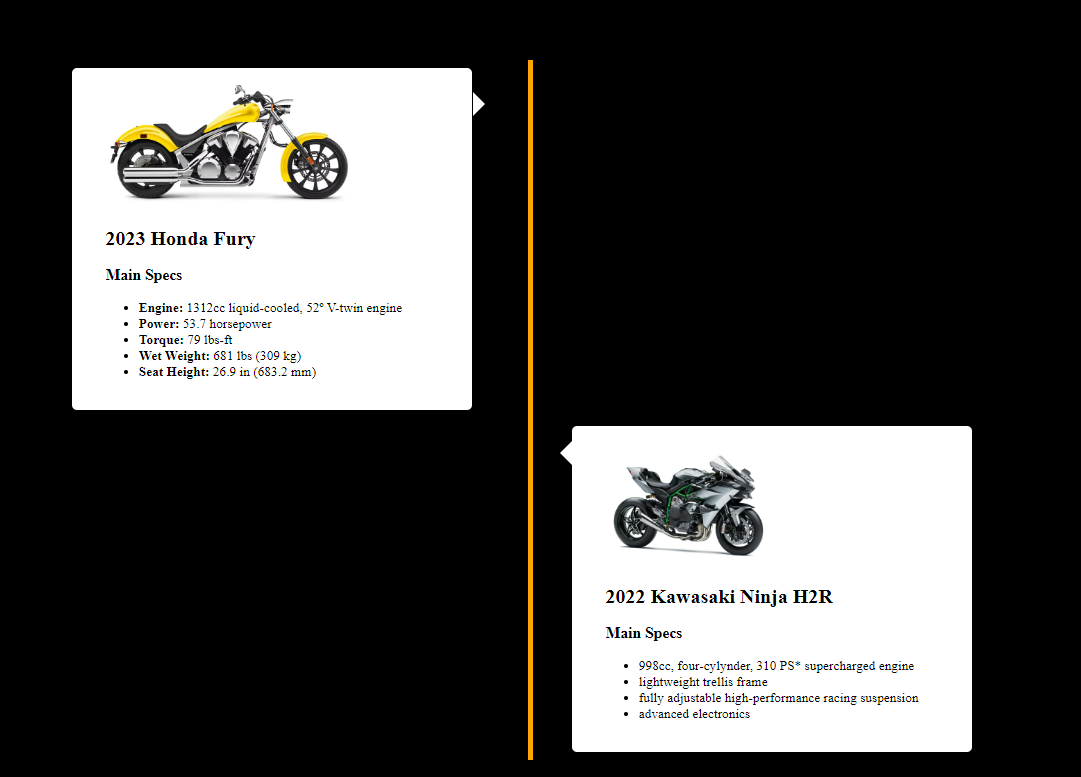 2023 Honda Fury
Main Specs
Engine: 1312cc liquid-cooled, 52º V-twin engine
Power: 53.7 horsepower
Torque: 79 lbs-ft
Wet Weight: 681 lbs (309 kg)
Seat Height: 26.9 in (683.2 mm)
2022 Kawasaki Ninja H2R
Main Specs
998cc, four-cylynder, 310 PS* supercharged engine
lightweight trellis frame
fully adjustable high-performance racing suspension
advanced electronics